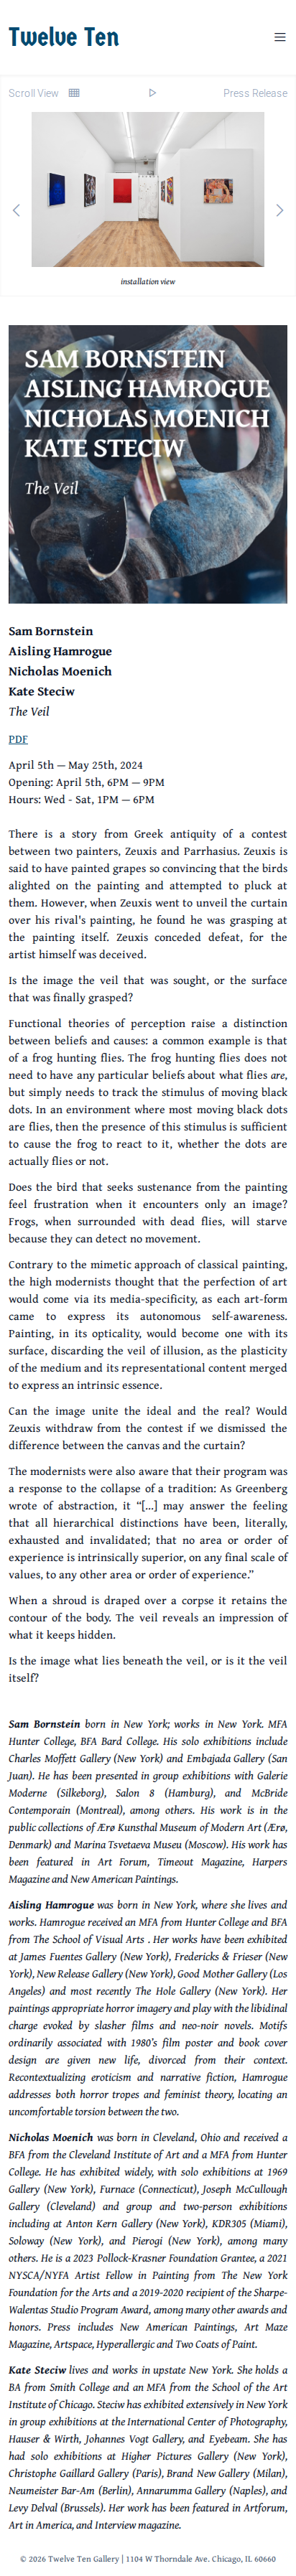 Twelve Ten
Scroll View
Press Release
installation view
SAM BORNSTEIN
AISLING HAMROGUE
NICHOLAS MOENICH
KATE STECIW
The Veil
Sam Bornstein
Aisling Hamrogue
Nicholas Moenich
Kate Steciw
The Veil
PDF
April 5th — May 25th, 2024
Opening: April 5th, 6PM — 9PM
Hours: Wed - Sat, 1PM — 6PM
There is a story from Greek antiquity of a contest
between two painters, Zeuxis and Parrhasius. Zeuxis is
said to have painted grapes so convincing that the birds
alighted on the painting and attempted to pluck at
them. However, when Zeuxis went to unveil the curtain
over his rival's painting, he found he was grasping at
the painting itself. Zeuxis conceded defeat, for the
artist himself was deceived.
Is the image the veil that was sought, or the surface
that was finally grasped?
Functional theories of perception raise a distinction
between beliefs and causes: a common example is that
of a frog hunting flies. The frog hunting flies does not
need to have any particular beliefs about what flies are,
but simply needs to track the stimulus of moving black
dots. In an environment where most moving black dots
are flies, then the presence of this stimulus is sufficient
to cause the frog to react to it, whether the dots are
actually flies or not.
Does the bird that seeks sustenance from the painting
feel frustration when it encounters only an image?
Frogs, when surrounded with dead flies, will starve
because they can detect no movement.
Contrary to the mimetic approach of classical painting,
the high modernists thought that the perfection of art
would come via its media-specificity, as each art-form
came to express its autonomous self-awareness.
Painting, in its opticality, would become one with its
surface, discarding the veil of illusion, as the plasticity
of the medium and its representational content merged
to express an intrinsic essence.
Can the image unite the ideal and the real? Would
Zeuxis withdraw from the contest if we dismissed the
difference between the canvas and the curtain?
The modernists were also aware that their program was
a response to the collapse of a tradition: As Greenberg
wrote of abstraction, it “[...] may answer the feeling
that all hierarchical distinctions have been, literally,
exhausted and invalidated; that no area or order of
experience is intrinsically superior, on any final scale of
values, to any other area or order of experience.”
When a shroud is draped over a corpse it retains the
contour of the body. The veil reveals an impression of
what it keeps hidden.
Is the image what lies beneath the veil, or is it the veil
itself?
Sam Bornstein born in New York; works in New York. MFA
Hunter College, BFA Bard College. His solo exhibitions include
Charles Moffett Gallery (New York) and Embajada Gallery (San
Juan). He has been presented in group exhibitions with Galerie
Moderne (Silkeborg), Salon 8 (Hamburg), and McBride
Contemporain (Montreal), among others. His work is in the
public collections of Ærø Kunsthal Museum of Modern Art (Ærø,
Denmark) and Marina Tsvetaeva Museu (Moscow). His work has
been featured in Art Forum, Timeout Magazine, Harpers
Magazine and New American Paintings.
Aisling Hamrogue was born in New York, where she lives and
works. Hamrogue received an MFA from Hunter College and BFA
from The School of Visual Arts . Her works have been exhibited
at James Fuentes Gallery (New York), Fredericks & Frieser (New
York), New Release Gallery (New York), Good Mother Gallery (Los
Angeles) and most recently The Hole Gallery (New York). Her
paintings appropriate horror imagery and play with the libidinal
charge evoked by slasher films and neo-noir novels. Motifs
ordinarily associated with 1980’s film poster and book cover
design are given new life, divorced from their context.
Recontextualizing eroticism and narrative fiction, Hamrogue
addresses both horror tropes and feminist theory, locating an
uncomfortable torsion between the two.
Nicholas Moenich was born in Cleveland, Ohio and received a
BFA from the Cleveland Institute of Art and a MFA from Hunter
College. He has exhibited widely, with solo exhibitions at 1969
Gallery (New York), Furnace (Connecticut), Joseph McCullough
Gallery (Cleveland) and group and two-person exhibitions
including at Anton Kern Gallery (New York), KDR305 (Miami),
Soloway (New York), and Pierogi (New York), among many
others. He is a 2023 Pollock-Krasner Foundation Grantee, a 2021
NYSCA/NYFA Artist Fellow in Painting from The New York
Foundation for the Arts and a 2019-2020 recipient of the Sharpe-
Walentas Studio Program Award, among many other awards and
honors. Press includes New American Paintings, Art Maze
Magazine, Artspace, Hyperallergic and Two Coats of Paint.
Kate Steciw lives and works in upstate New York. She holds a
BA from Smith College and an MFA from the School of the Art
Institute of Chicago. Steciw has exhibited extensively in New York
in group exhibitions at the International Center of Photography,
Hauser & Wirth, Johannes Vogt Gallery, and Eyebeam. She has
had solo exhibitions at Higher Pictures Gallery (New York),
Christophe Gaillard Gallery (Paris), Brand New Gallery (Milan),
Neumeister Bar-Am (Berlin), Annarumma Gallery (Naples), and
Levy Delval (Brussels). Her work has been featured in Artforum,
Art in America, and Interview magazine.
© 2026 Twelve Ten Gallery | 1104 W Thorndale Ave. Chicago, IL 60660